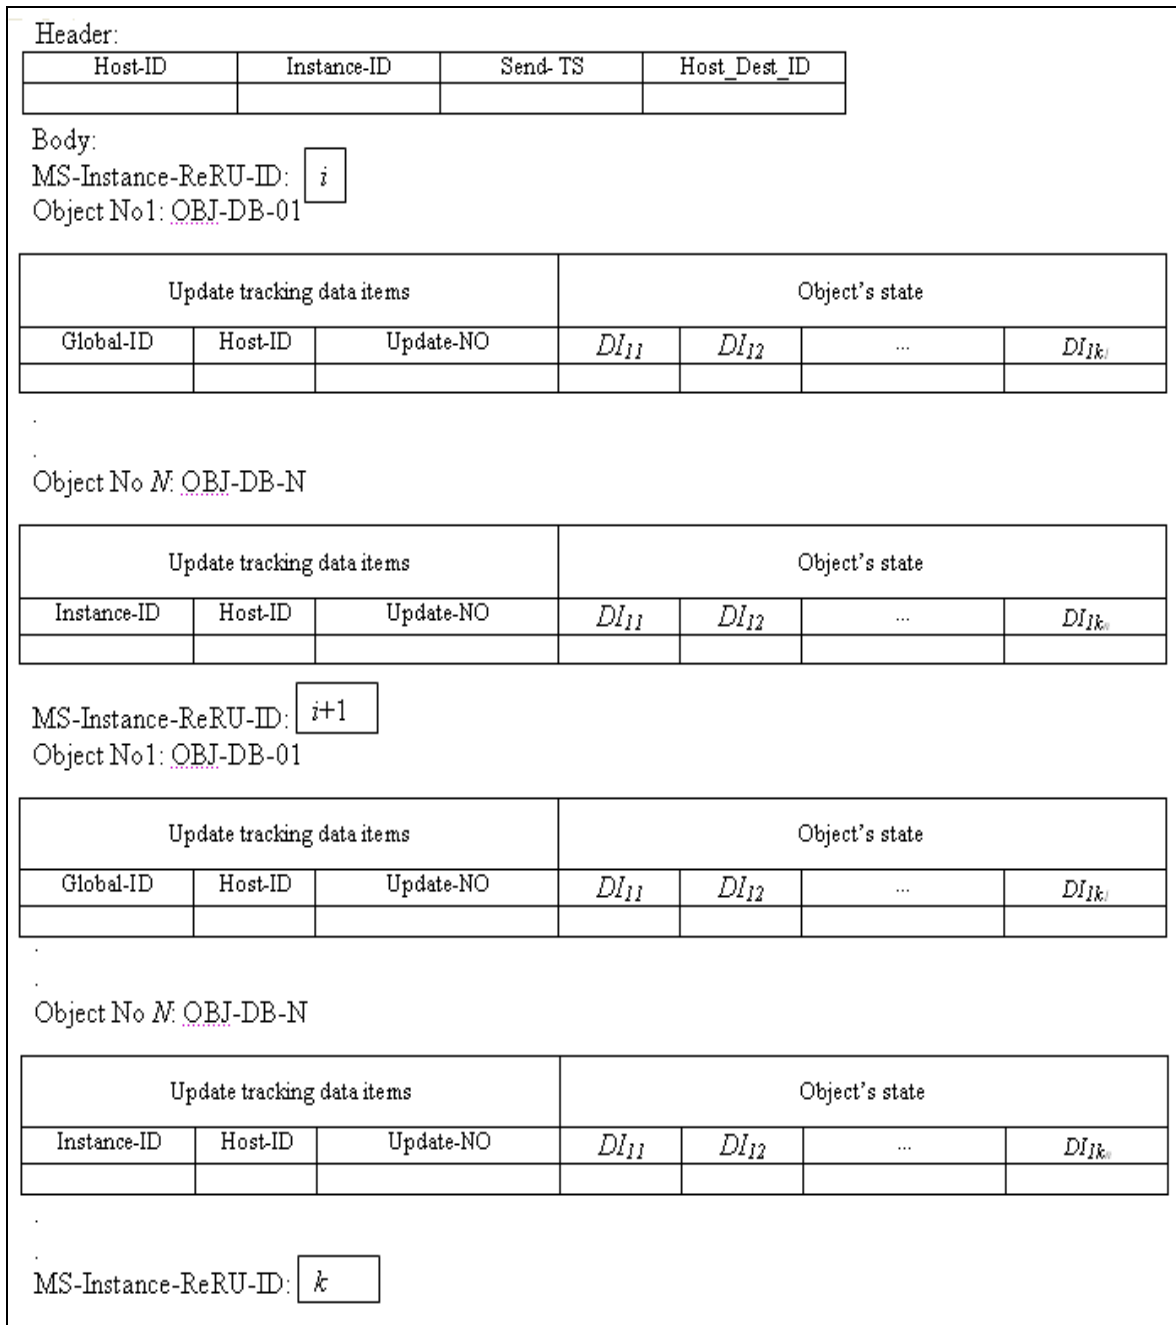 Header:
Host-ID Instance-ID Send-TS Host_Dest_ID
Body:
MS-Instance-ReRU-ID: i
Object No1: OBJ-DB-01
Update tracking data items Object's state
Global-ID Host-ID Update-NO DI11 DI12 ... DI1k1
.
.
Object No N: OBJ-DB-N
Update tracking data items Object's state
Instance-ID Host-ID Update-NO DI11 DI12 ... DI1kn
MS-Instance-ReRU-ID: i+1
Object No1: OBJ-DB-01
Update tracking data items Object's state
Global-ID Host-ID Update-NO DI11 DI12 ... DI1k1
.
.
Object No N: OBJ-DB-N
Update tracking data items Object's state
Instance-ID Host-ID Update-NO DI11 DI12 ... DI1kn
.
.
MS-Instance-ReRU-ID: k